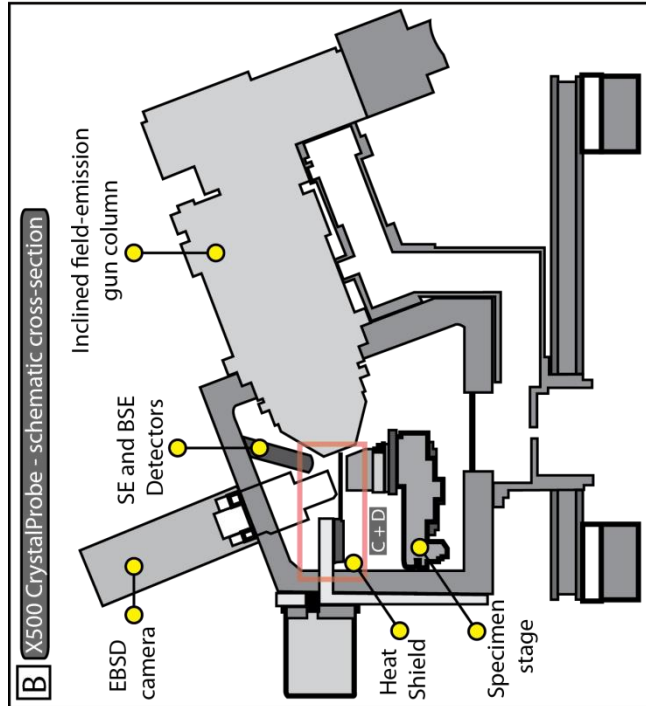 B X500 CrystalProbe - schematic cross-section
Inclined field-emission
gun column
SE and BSE
Detectors
EBSD
camera
C + D
Heat
Shield
Specimen
stage